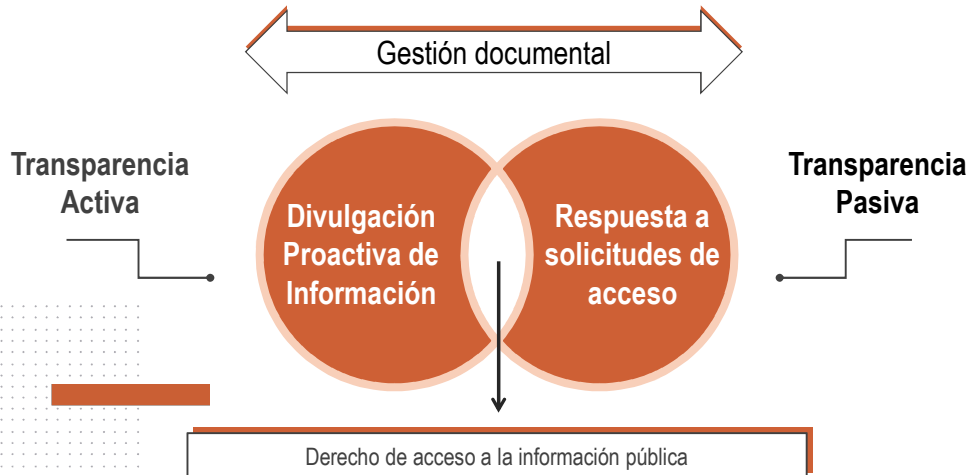 Gestión documental
Transparencia
Activa
Divulgación
Proactiva de
Información
Respuesta a
solicitudes de
acceso
Transparencia
Pasiva
Derecho de acceso a la información pública